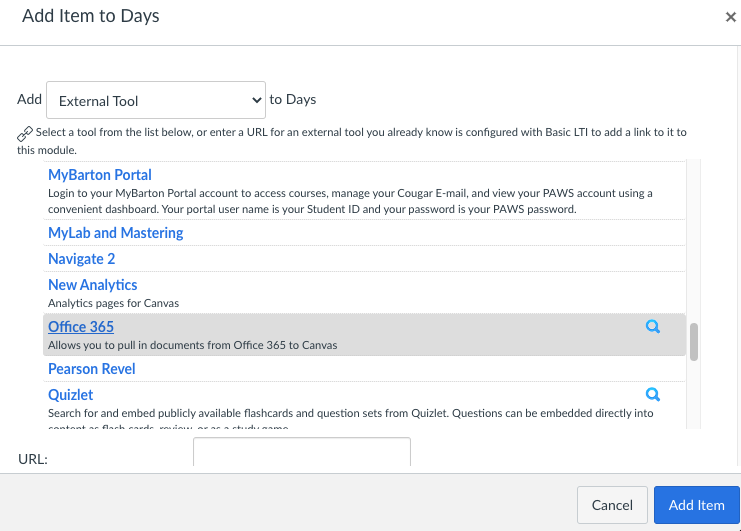 Add Item to Days
×
Add External Tool to Days
Select a tool from the list below, or enter a URL for an external tool you already know is configured with Basic LTI to add a link to it to
this module.
MyBarton Portal
Login to your MyBarton Portal account to access courses, manage your Cougar E-mail, and view your PAWS account using a
convenient dashboard. Your portal user name is your Student ID and your password is your PAWS password.
MyLab and Mastering
Navigate 2
New Analytics
Analytics pages for Canvas
Office 365
Allows you to pull in documents from Office 365 to Canvas
Pearson Revel
Quizlet
Search for and embed publicly available flashcards and question sets from Quizlet. Questions can be embedded directly into
content as flash cards, review, or as a study game
URL:
Cancel Add Item